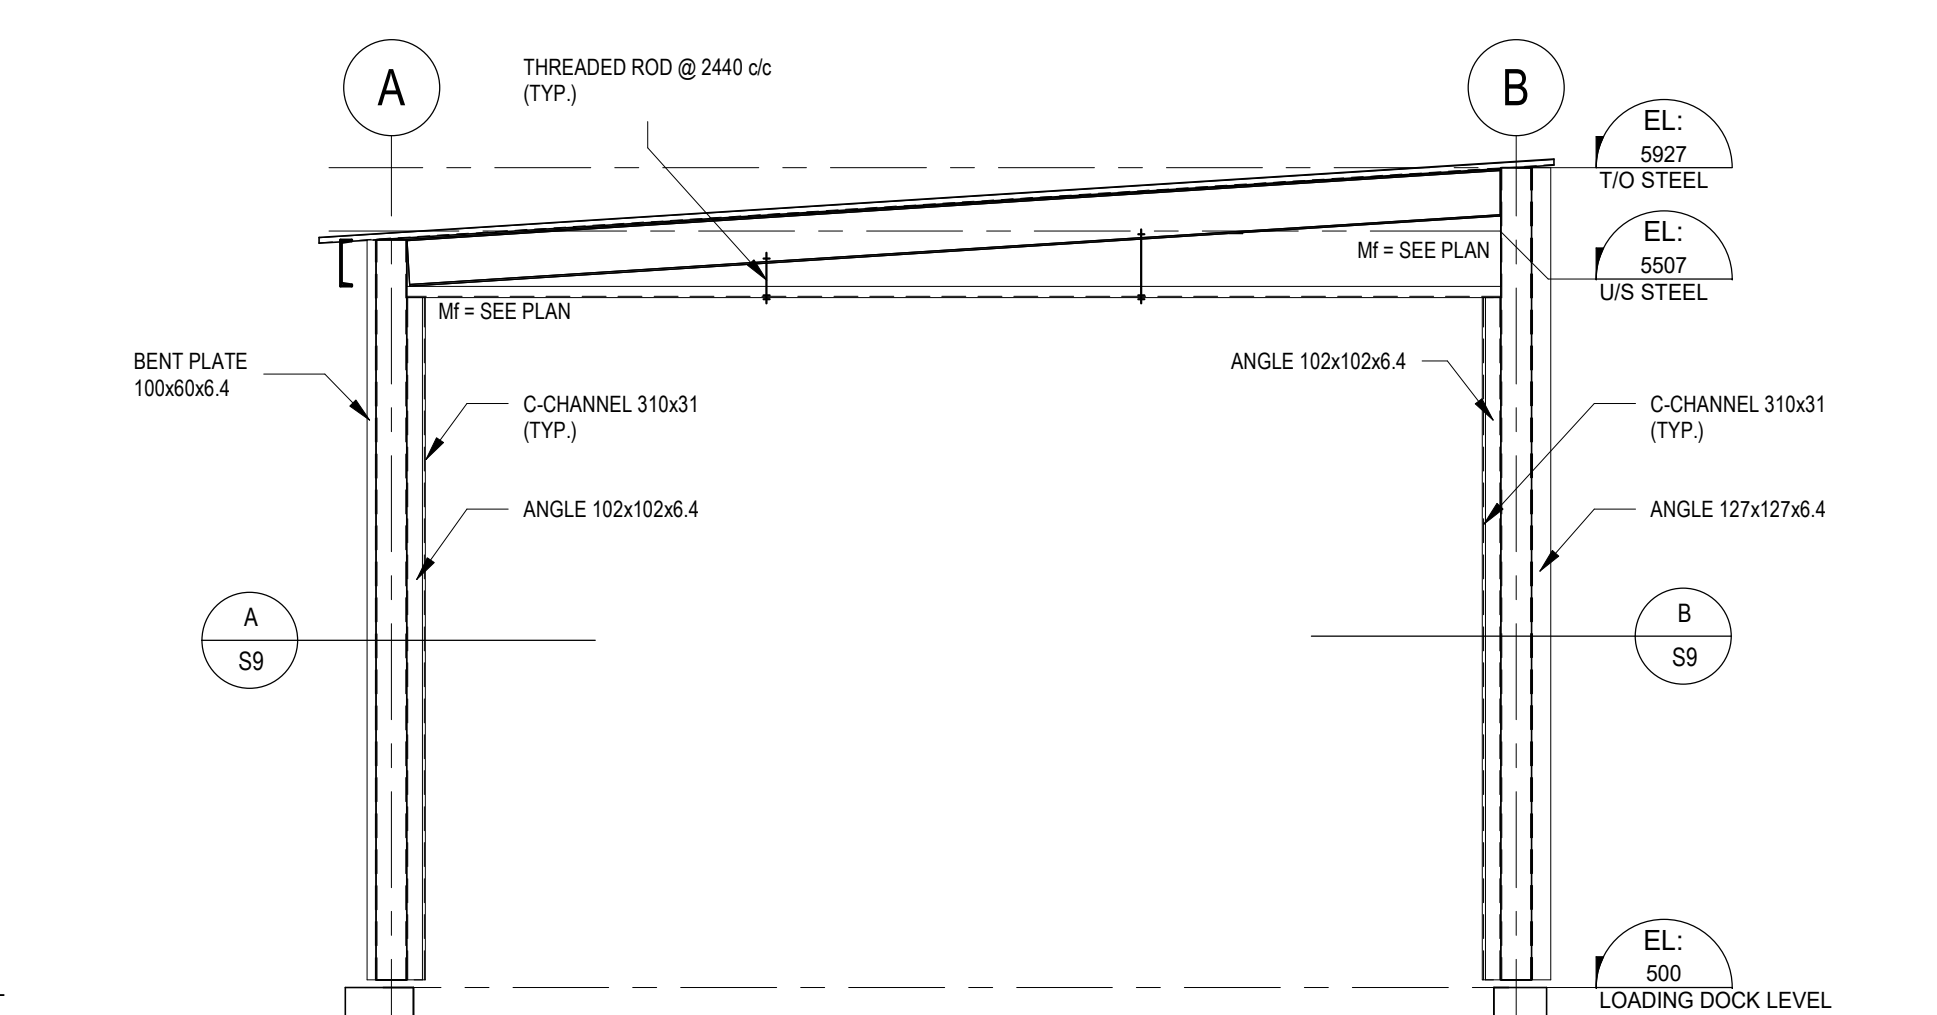 A
THREADED ROD @ 2440 c/c
(TYP.)
B
EL:
5927
T/O STEEL
EL:
5507
U/S STEEL
Mf = SEE PLAN
Mf = SEE PLAN
BENT PLATE
100x60x6.4
ANGLE 102x102x6.4
C-CHANNEL 310x31
(TYP.)
C-CHANNEL 310x31
(TYP.)
ANGLE 102x102x6.4
ANGLE 127x127x6.4
A
S9
B
S9
EL:
500
LOADING DOCK LEVEL